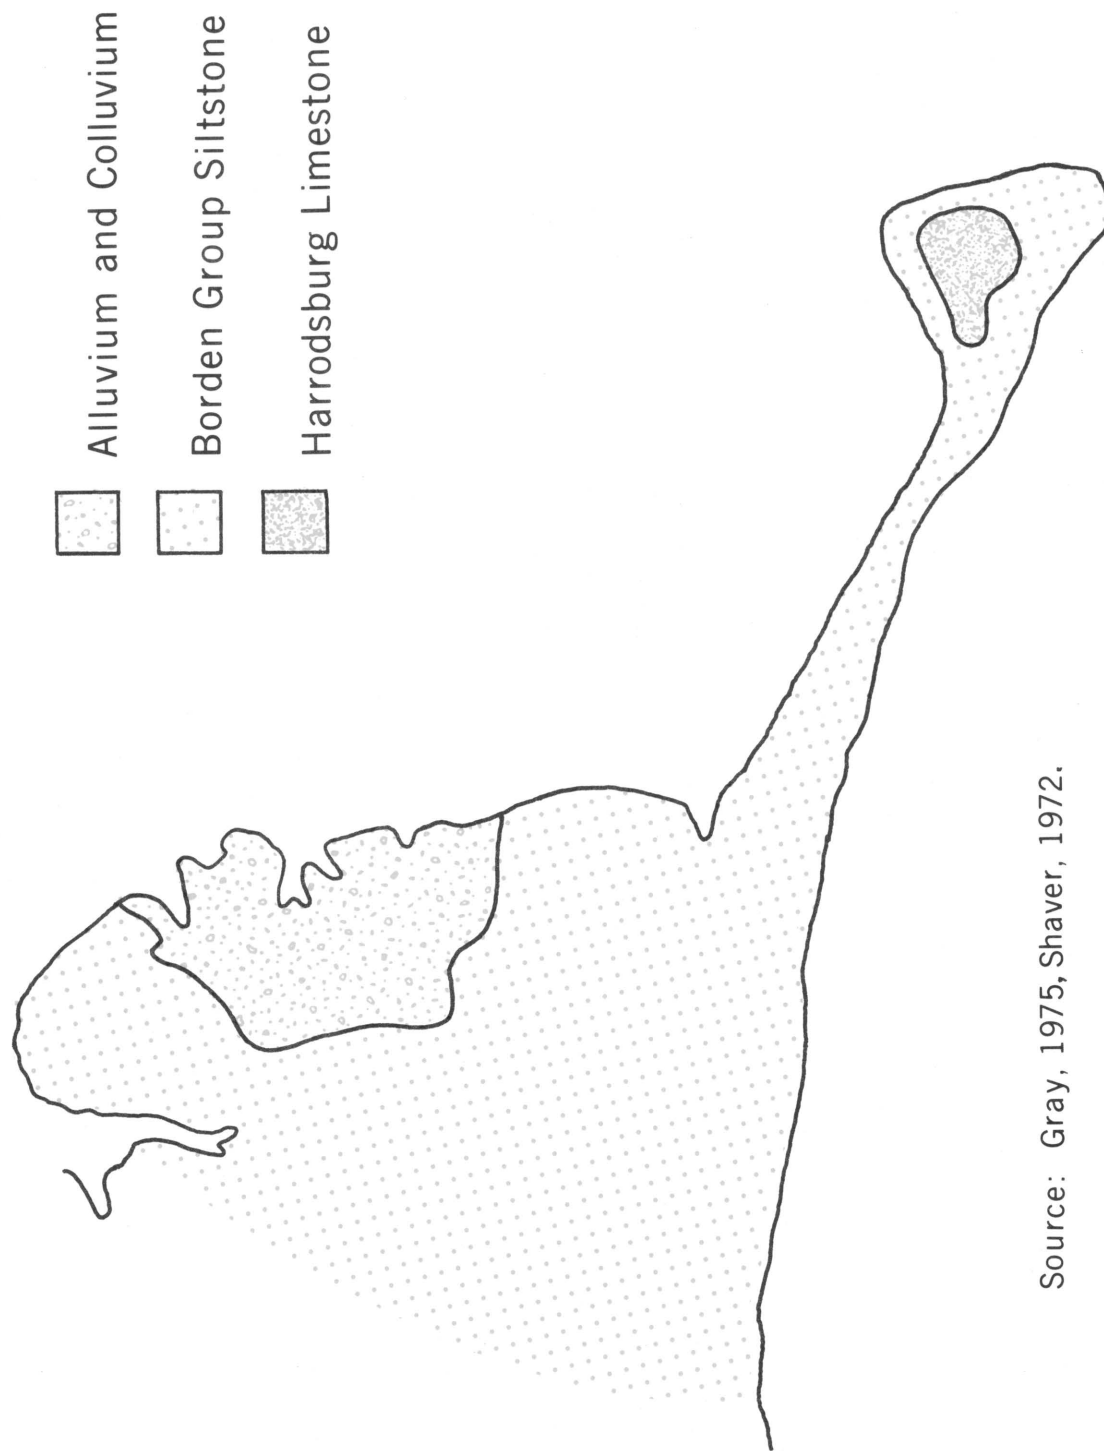 Alluvium and Colluvium
Borden Group Siltstone
Harrodsburg Limestone
Source: Gray, 1975, Shaver, 1972.